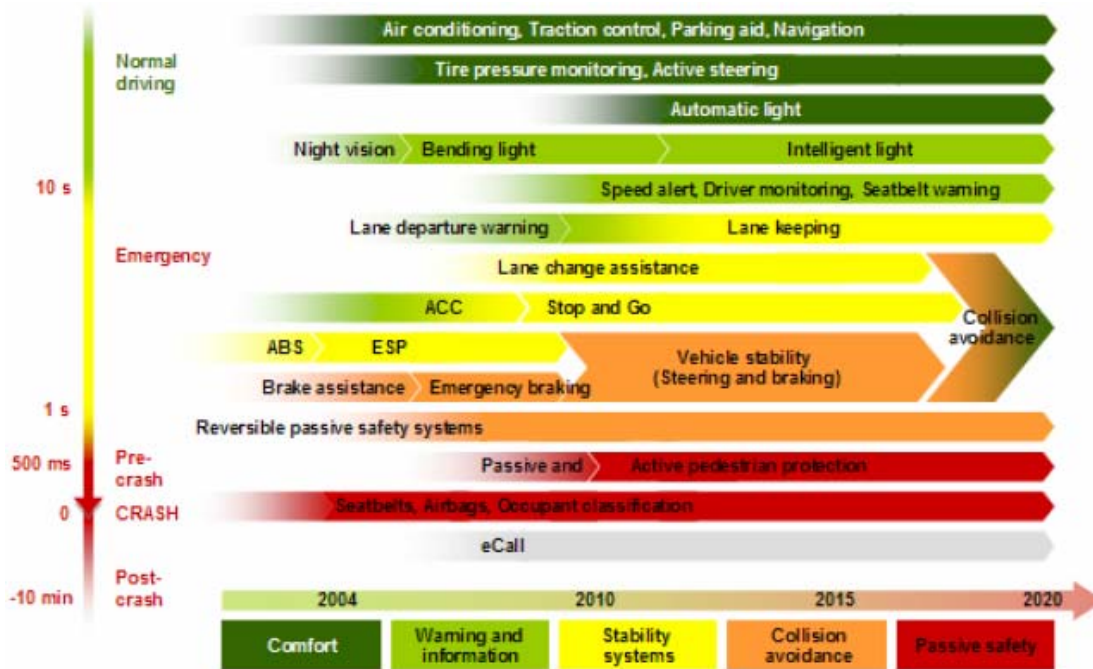 Air conditioning, Traction control, Parking aid, Navigation
Normal
driving
Tire pressure monitoring, Active steering
Automatic light
Night vision
Bending light
Intelligent light
10 s
Speed alert, Driver monitoring, Seatbelt warning
Lane departure warning
Lane keeping
Emergency
Lane change assistance
ACC
Stop and Go
Collision
avoidance
ABS
ESP
Vehicle stability
(Steering and braking)
Brake assistance
Emergency braking
1 s
Reversible passive safety systems
500 ms
Pre-
crash
Passive and
Active pedestrian protection
0
CRASH
Seatbelts, Airbags, Occupant classification
eCall
Post-
crash
-10 min
2004
2010
2015
2020
Comfort
Warning and
information
Stability
systems
Collision
avoidance
Passive safety